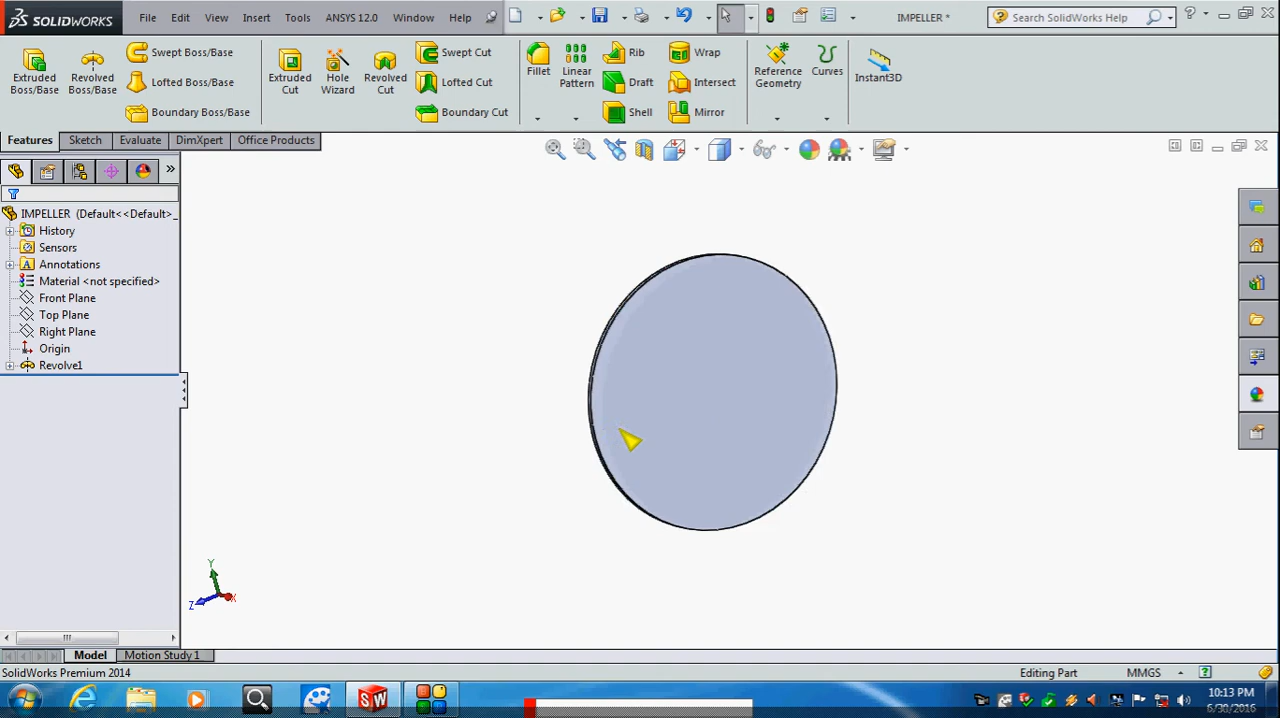 SOLIDWORKS File Edit View Insert Tools ANSYS 12.0 Window Help IMPELLER * Search SolidWorks Help
Extruded Boss/Base
Revolved Boss/Base
Swept Boss/Base
Lofted Boss/Base
Boundary Boss/Base
Extruded Cut
Hole Wizard
Revolved Cut
Swept Cut
Lofted Cut
Boundary Cut
Fillet
Linear Pattern
Rib
Draft
Shell
Wrap
Intersect
Mirror
Reference Geometry
Curves
Instant3D
Features Sketch Evaluate DimXpert Office Products
IMPELLER (Default<<Default>_
History
Sensors
Annotations
Material <not specified>
Front Plane
Top Plane
Right Plane
Origin
Revolve1
Y
Z X
Model Motion Study 1
SolidWorks Premium 2014 Editing Part MMGS
10:13 PM
6/30/2016